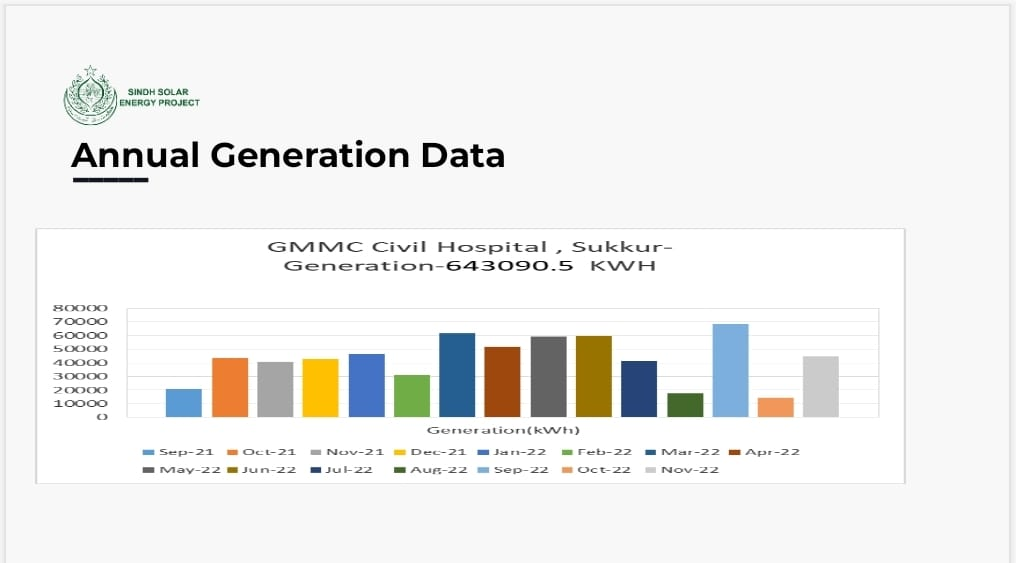 SINDH SOLAR
ENERGY PROJECT
Annual Generation Data
GMMC Civil Hospital , Sukkur-
Generation-643090.5 KWH
80000
70000
60000
50000
40000
30000
20000
10000
0
Generation(kWh)
Sep-21 Oct-21 Nov-21 Dec-21 Jan-22 Feb-22 Mar-22 Apr-22
May-22 Jun-22 Jul-22 Aug-22 Sep-22 Oct-22 Nov-22